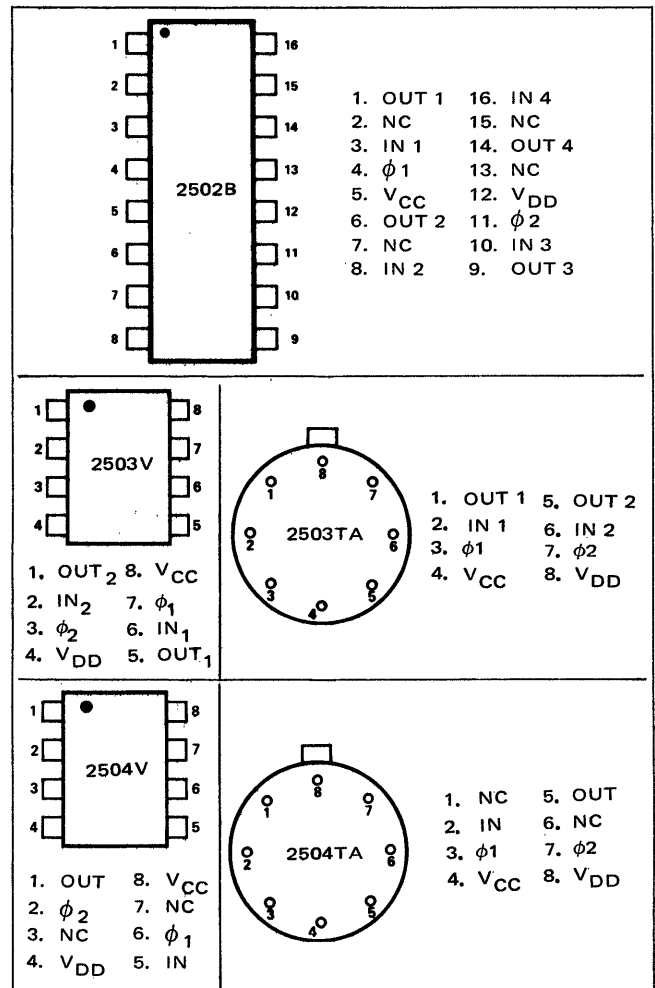 1 16
2 15
3 14
4 13
5 12
6 11
7 10
8 9
2502B
1. OUT 1 16. IN 4
2. NC 15. NC
3. IN 1 14. OUT 4
4. ϕ1 13. NC
5. VCC 12. VDD
6. OUT 2 11. ϕ2
7. NC 10. IN 3
8. IN 2 9. OUT 3
1 8
2 7
3 6
4 5
2503V
1. OUT2 8. VCC
2. IN2 7. ϕ1
3. ϕ2 6. IN1
4. VDD 5. OUT1
8
1 7
2 2503TA 6
3 5
4
1. OUT 1 5. OUT 2
2. IN 1 6. IN 2
3. ϕ1 7. ϕ2
4. VCC 8. VDD
1 8
2 7
3 6
4 5
2504V
1. OUT 8. VCC
2. ϕ2 7. NC
3. NC 6. ϕ1
4. VDD 5. IN
8
1 7
2 2504TA 6
3 5
4
1. NC 5. OUT
2. IN 6. NC
3. ϕ1 7. ϕ2
4. VCC 8. VDD